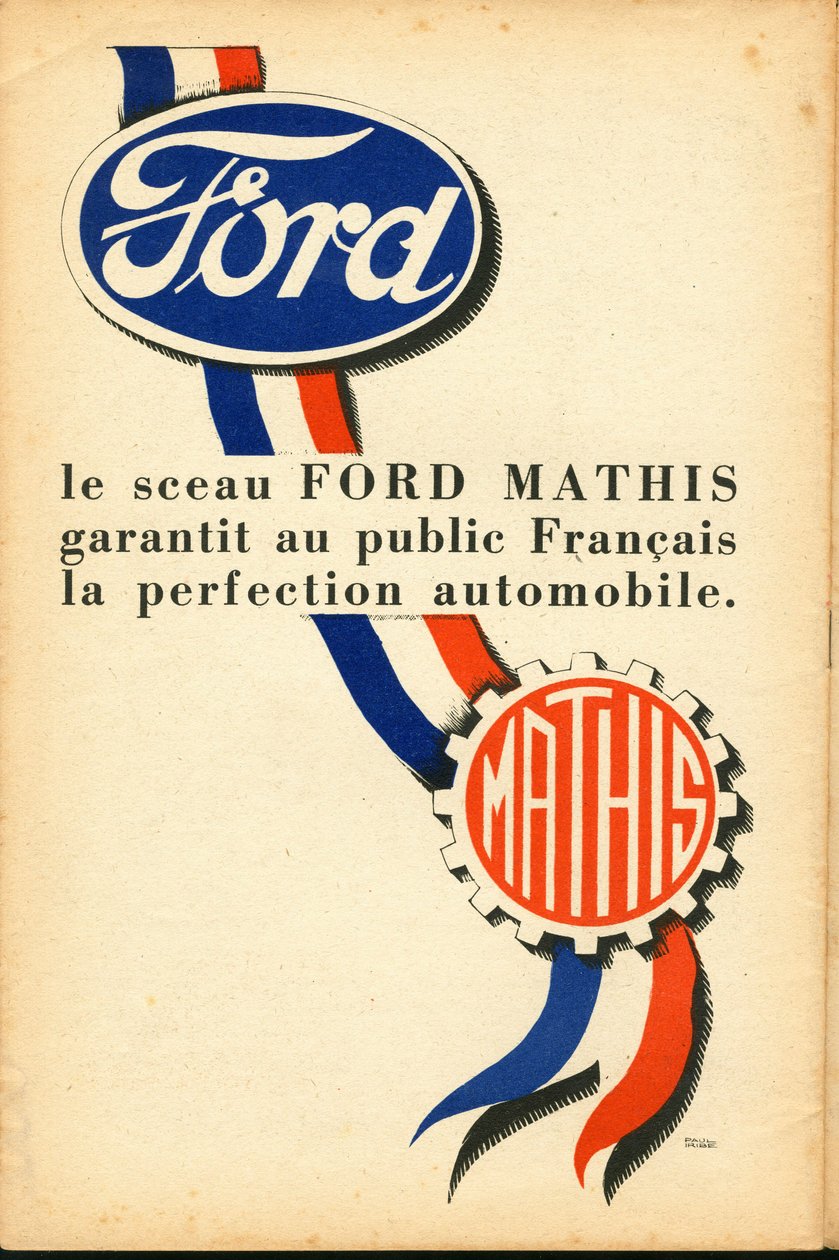 Ford
le sceau FORD MATHIS
garantit au public Français
la perfection automobile.
MATHIS
PAUL
IRIBE